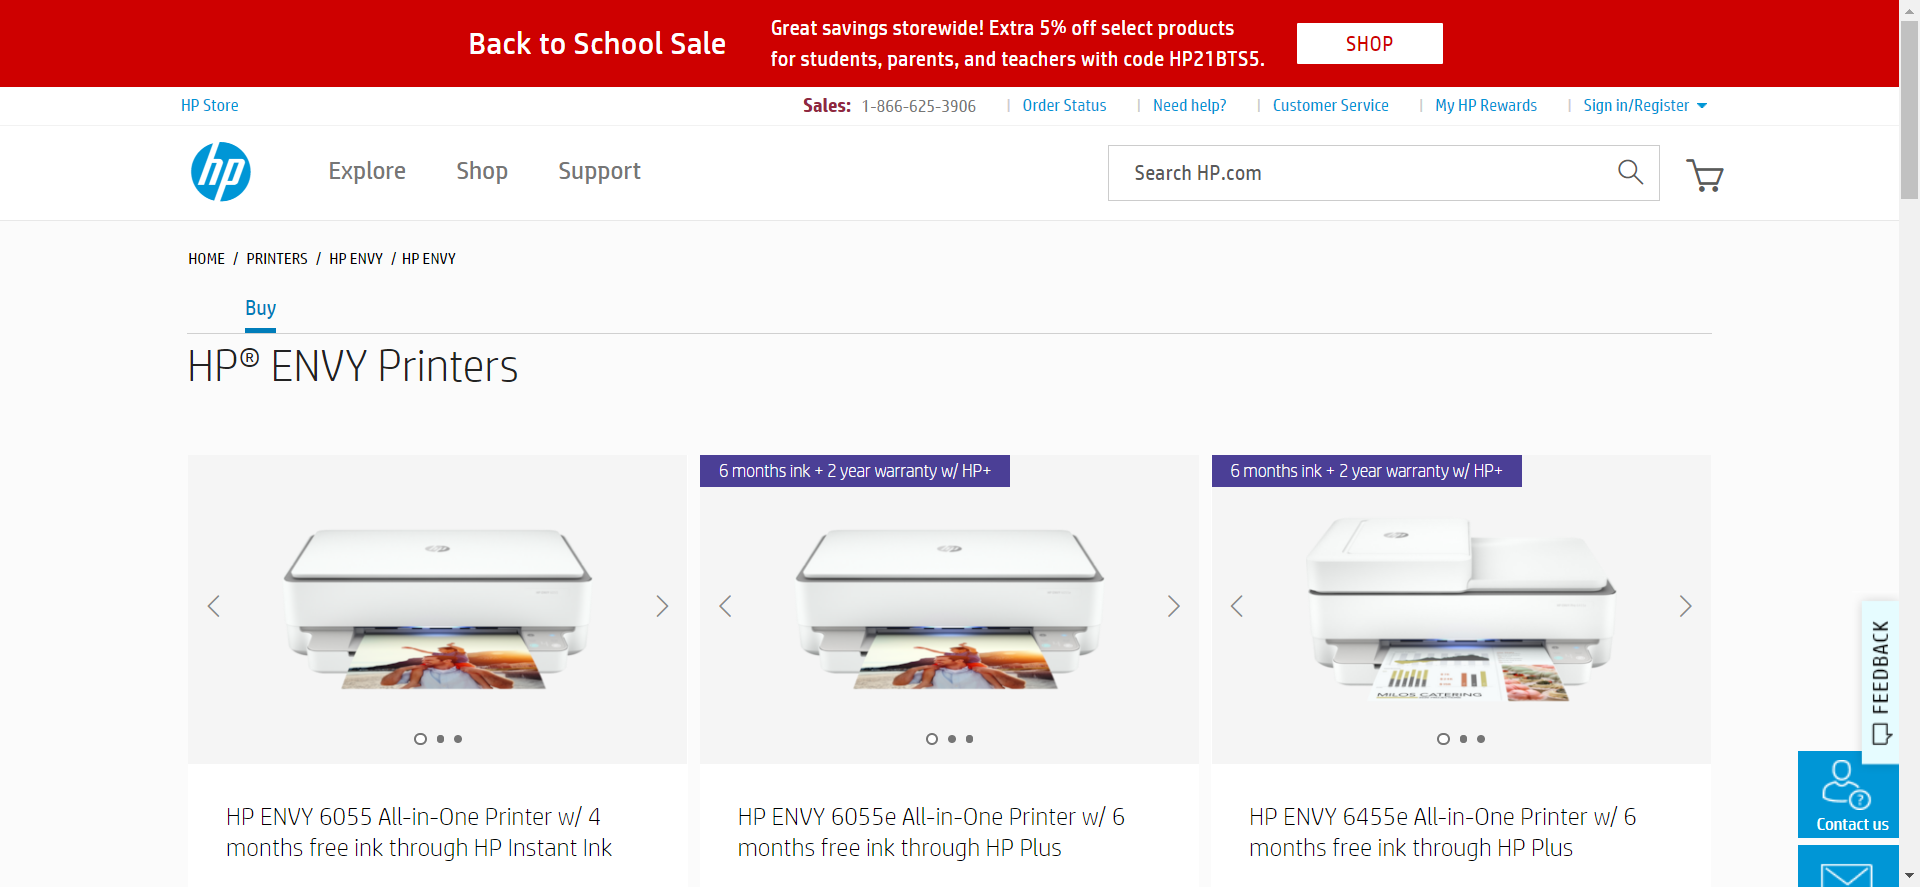 Back to School Sale
Great savings storewide! Extra 5% off select products
for students, parents, and teachers with code HP21BTS5.
SHOP
HP Store
Sales: 1-866-625-3906
Order Status
Need help?
Customer Service
My HP Rewards
Sign in/Register
hp
Explore
Shop
Support
Search HP.com
HOME / PRINTERS / HP ENVY / HP ENVY
Buy
HP® ENVY Printers
6 months ink + 2 year warranty w/ HP+
6 months ink + 2 year warranty w/ HP+
MILOS CATERING
HP ENVY 6055 All-in-One Printer w/ 4
months free ink through HP Instant Ink
HP ENVY 6055e All-in-One Printer w/ 6
months free ink through HP Plus
HP ENVY 6455e All-in-One Printer w/ 6
months free ink through HP Plus
FEEDBACK
Contact us